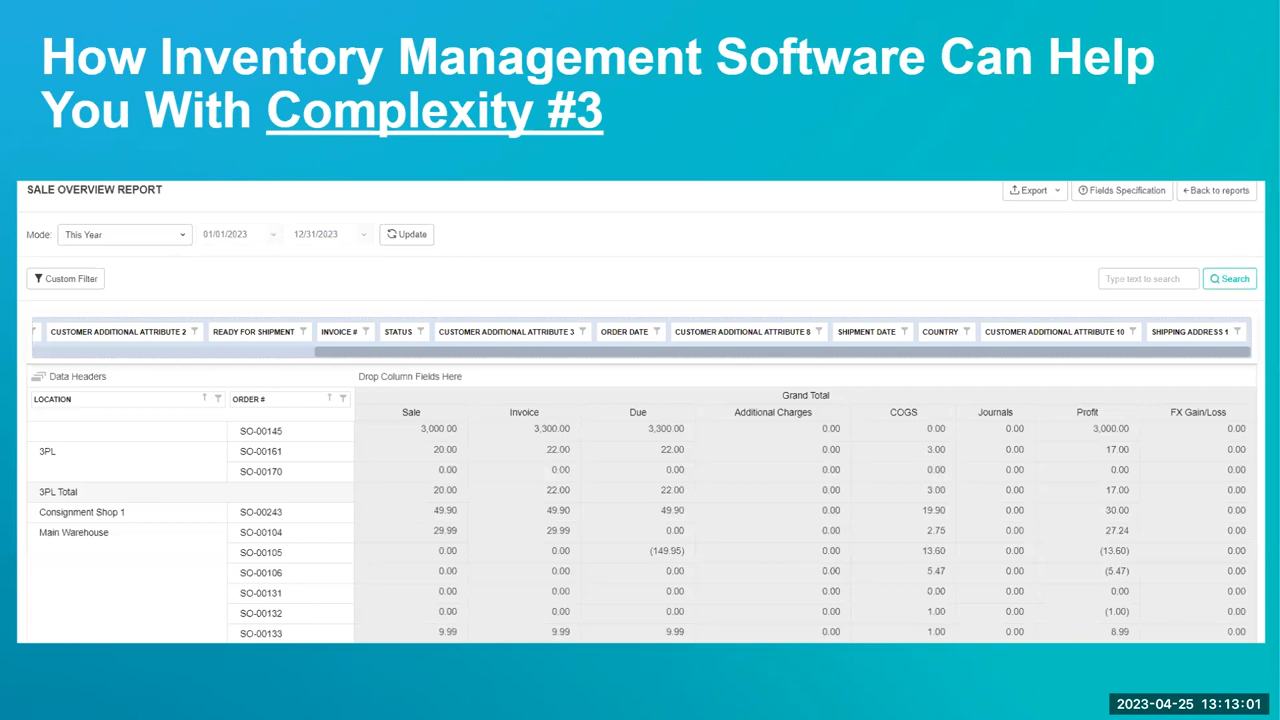 How Inventory Management Software Can Help
You With Complexity #3
SALE OVERVIEW REPORT
Export
Fields Specification
Back to reports
Mode: This Year 01/01/2023 12/31/2023 Update
Custom Filter
Type text to search
Search
CUSTOMER ADDITIONAL ATTRIBUTE 2 READY FOR SHIPMENT INVOICE # STATUS CUSTOMER ADDITIONAL ATTRIBUTE 3 ORDER DATE CUSTOMER ADDITIONAL ATTRIBUTE 8 SHIPMENT DATE COUNTRY CUSTOMER ADDITIONAL ATTRIBUTE 10 SHIPPING ADDRESS 1
Data Headers Drop Column Fields Here
LOCATION ORDER # Grand Total
Sale Invoice Due Additional Charges COGS Journals Profit FX Gain/Loss
SO-00145 3,000.00 3,300.00 3,300.00 0.00 0.00 0.00 3,000.00 0.00
3PL SO-00161 20.00 22.00 22.00 0.00 3.00 0.00 17.00 0.00
SO-00170 0.00 0.00 0.00 0.00 0.00 0.00 0.00 0.00
3PL Total 20.00 22.00 22.00 0.00 3.00 0.00 17.00 0.00
Consignment Shop 1 SO-00243 49.90 49.90 49.90 0.00 19.90 0.00 30.00 0.00
Main Warehouse SO-00104 29.99 29.99 0.00 0.00 2.75 0.00 27.24 0.00
SO-00105 0.00 0.00 (149.95) 0.00 13.60 0.00 (13.60) 0.00
SO-00106 0.00 0.00 0.00 0.00 5.47 0.00 (5.47) 0.00
SO-00131 0.00 0.00 0.00 0.00 0.00 0.00 0.00 0.00
SO-00132 0.00 0.00 0.00 0.00 1.00 0.00 (1.00) 0.00
SO-00133 9.99 9.99 9.99 0.00 1.00 0.00 8.99 0.00
2023-04-25 13:13:01